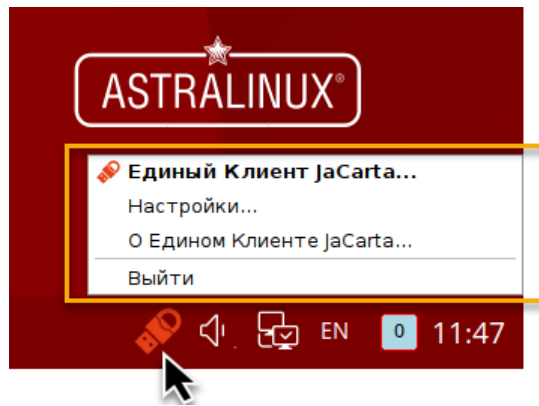 ASTRALINUX®
Единый Клиент JaCarta...
Настройки...
О Едином Клиенте JaCarta...
Выйти
EN 0 11:47